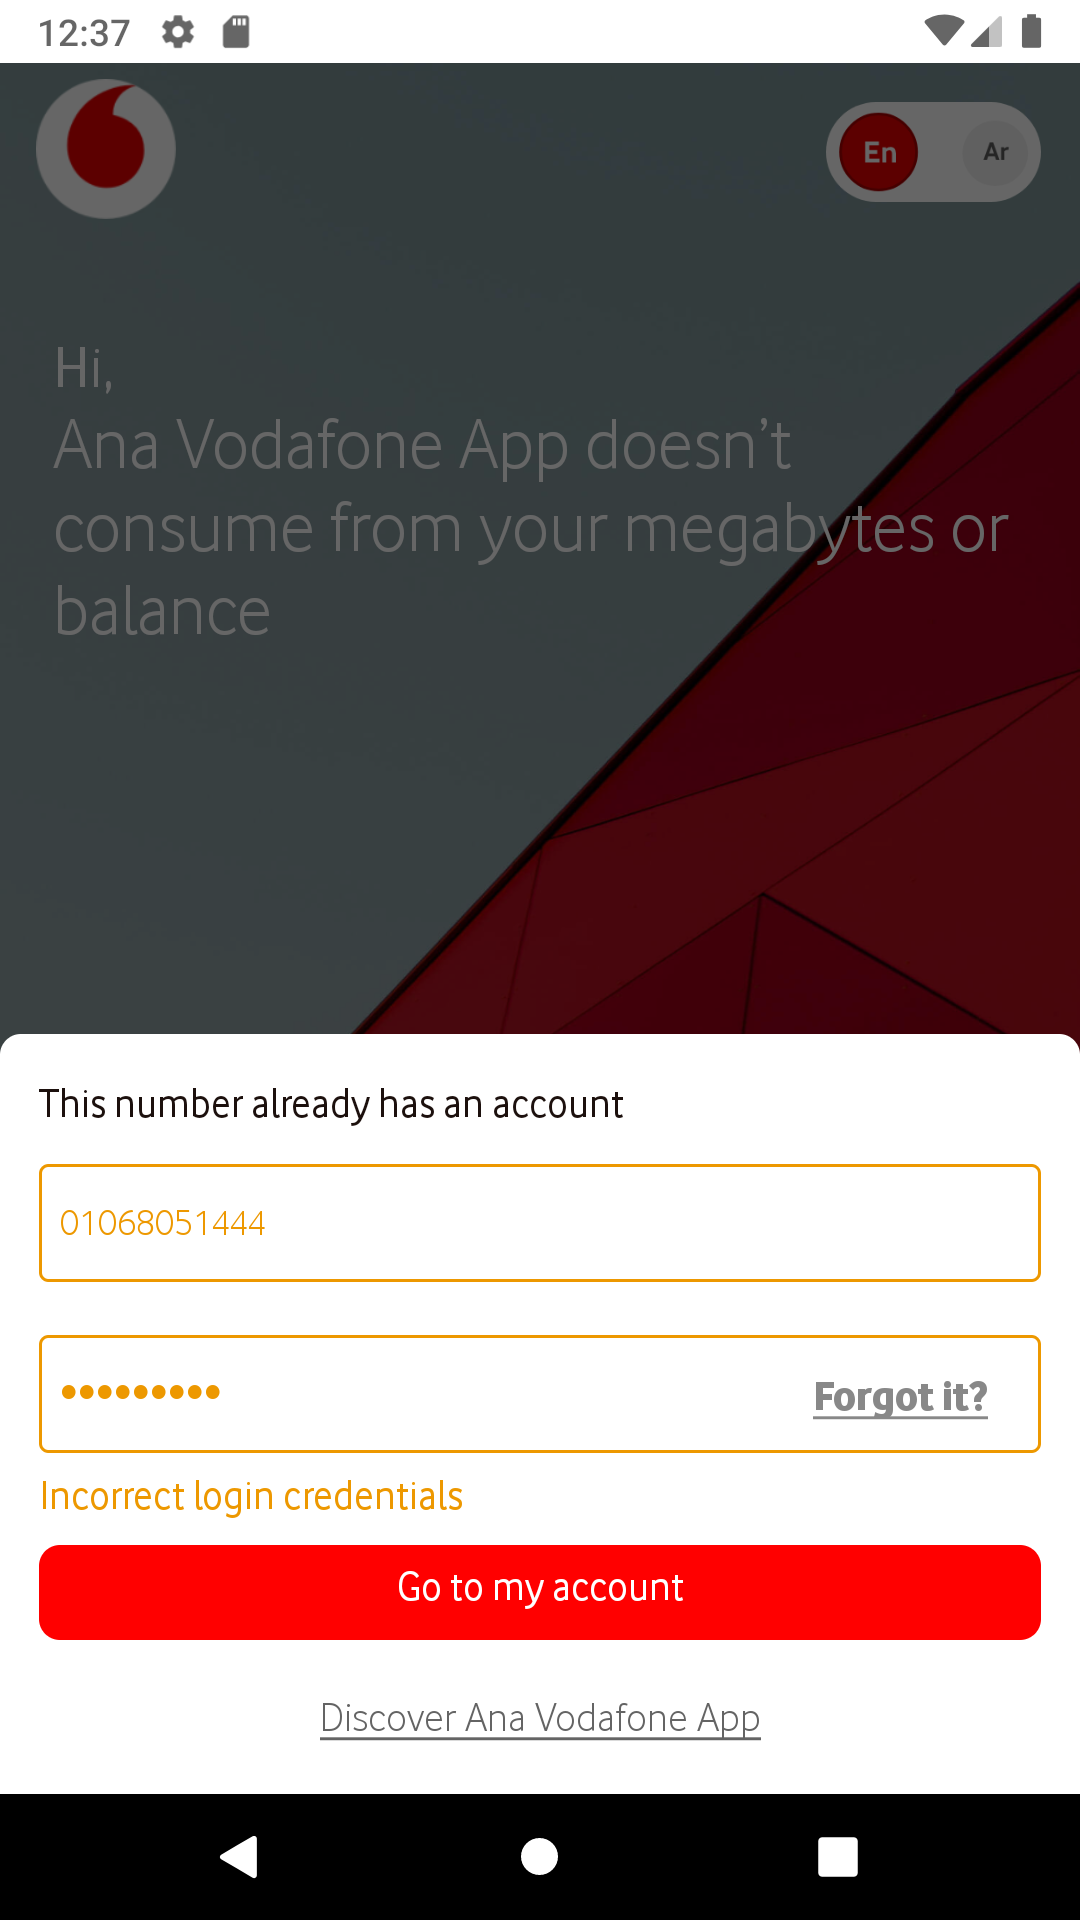 12:37
En
Ar
Hi,
Ana Vodafone App doesn’t
consume from your megabytes or
balance
This number already has an account
01068051444
•••••••••
Forgot it?
Incorrect login credentials
Go to my account
Discover Ana Vodafone App